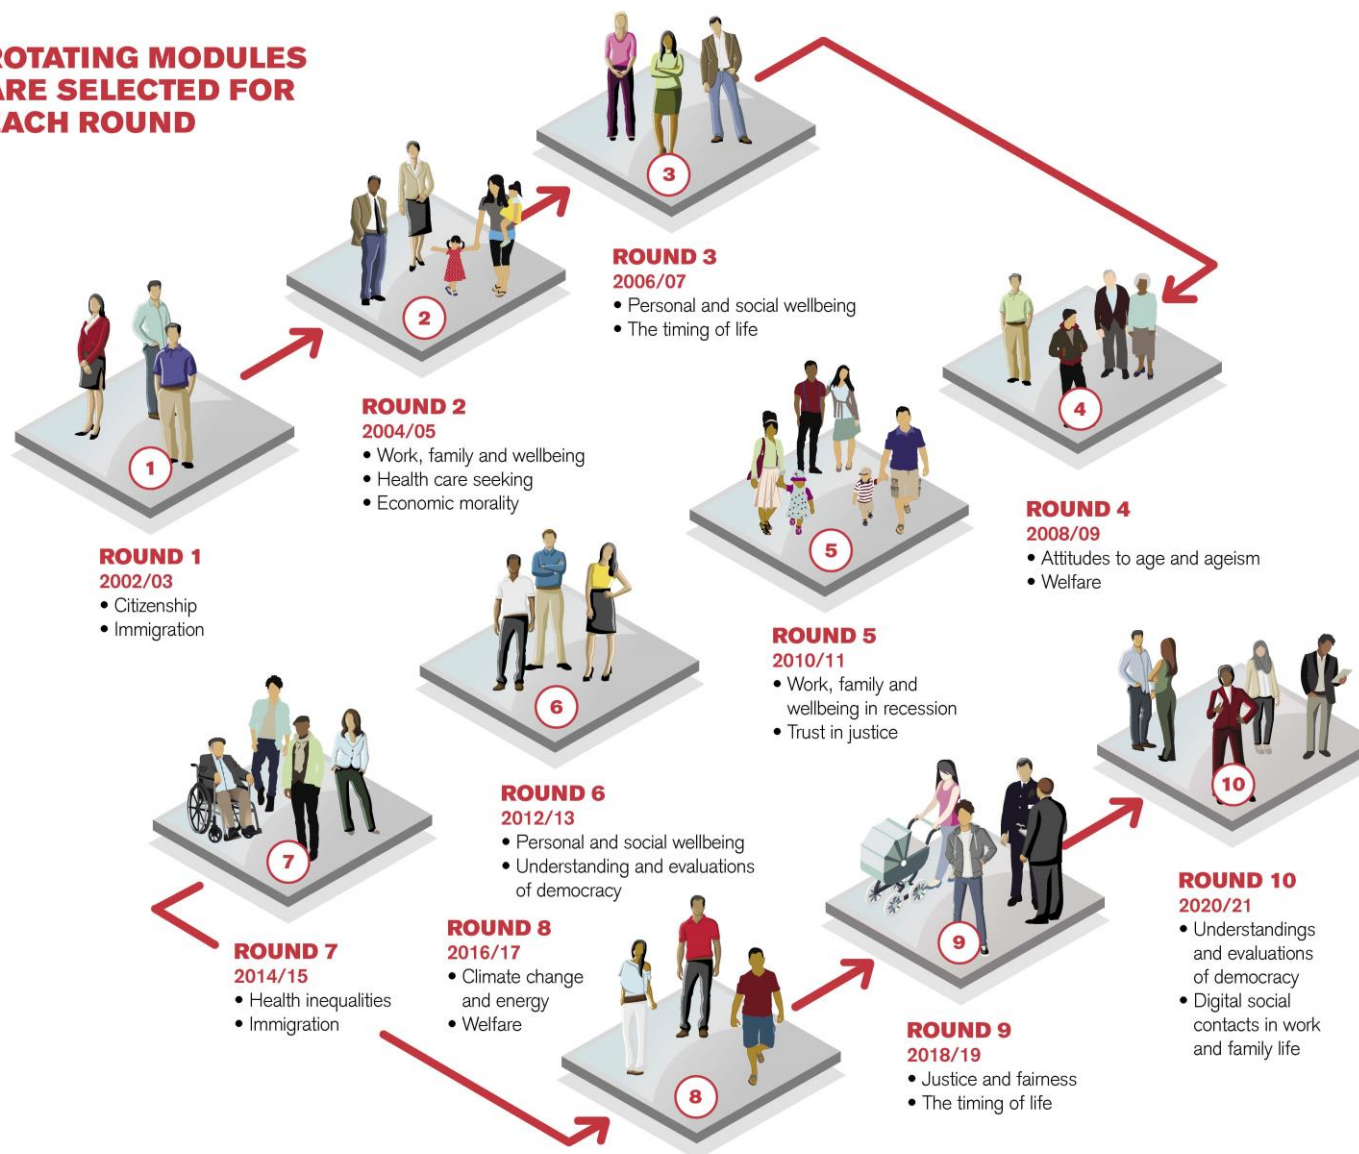 ROTATING MODULES
ARE SELECTED FOR
EACH ROUND
1
ROUND 1
2002/03
• Citizenship
• Immigration
2
ROUND 2
2004/05
• Work, family and wellbeing
• Health care seeking
• Economic morality
3
ROUND 3
2006/07
• Personal and social wellbeing
• The timing of life
4
ROUND 4
2008/09
• Attitudes to age and ageism
• Welfare
5
ROUND 5
2010/11
• Work, family and
wellbeing in recession
• Trust in justice
6
ROUND 6
2012/13
• Personal and social wellbeing
• Understanding and evaluations
of democracy
7
ROUND 7
2014/15
• Health inequalities
• Immigration
8
ROUND 8
2016/17
• Climate change
and energy
• Welfare
9
ROUND 9
2018/19
• Justice and fairness
• The timing of life
10
ROUND 10
2020/21
• Understandings
and evaluations
of democracy
• Digital social
contacts in work
and family life